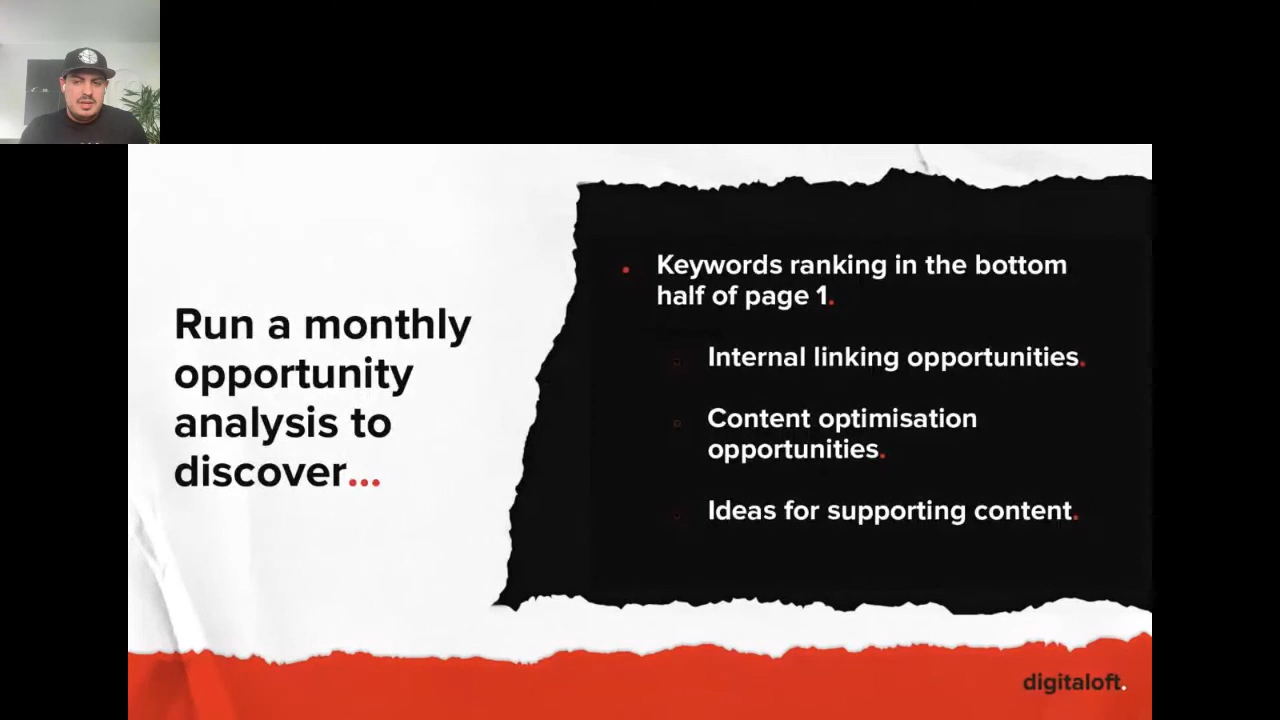 Run a monthly
opportunity
analysis to
discover...
Keywords ranking in the bottom
half of page 1.
Internal linking opportunities.
Content optimisation
opportunities.
Ideas for supporting content.
digitaloft.